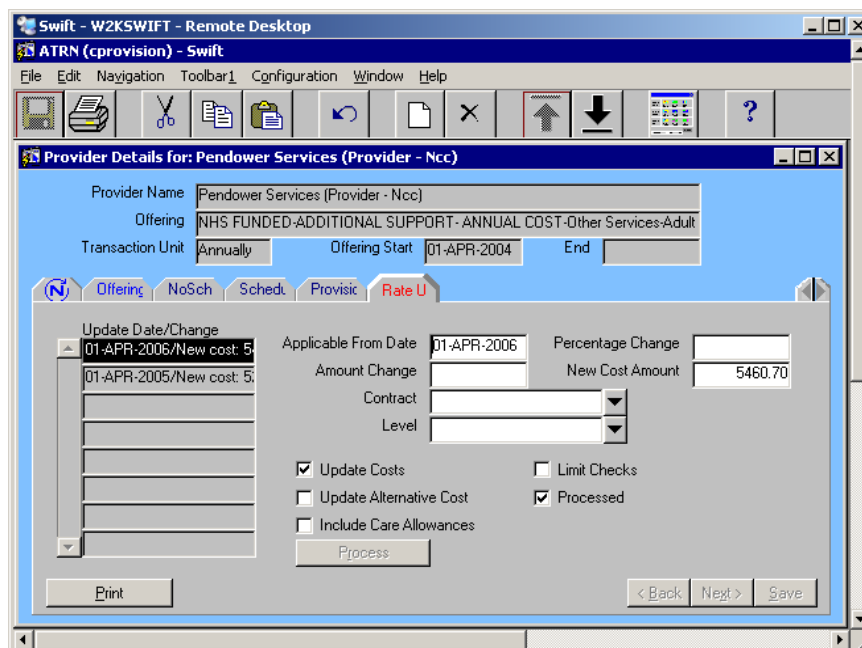 Swift - W2KSWIFT - Remote Desktop
ATRN (cprovision) - Swift
File Edit Navigation Toolbar1 Configuration Window Help
?
Provider Details for: Pendower Services (Provider - Ncc)
Provider Name Pendower Services (Provider - Ncc)
Offering NHS FUNDED-ADDITIONAL SUPPORT- ANNUAL COST-Other Services-Adult
Transaction Unit Annually Offering Start 01-APR-2004 End
N Offering NoSch Schedu Provisic Rate U
Update Date/Change
01-APR-2006/New cost: 54
Applicable From Date 01-APR-2006 Percentage Change
01-APR-2005/New cost: 5
Amount Change New Cost Amount 5460.70
Contract
Level
Update Costs Limit Checks
Update Alternative Cost Processed
Include Care Allowances
Process
Print < Back Next > Save